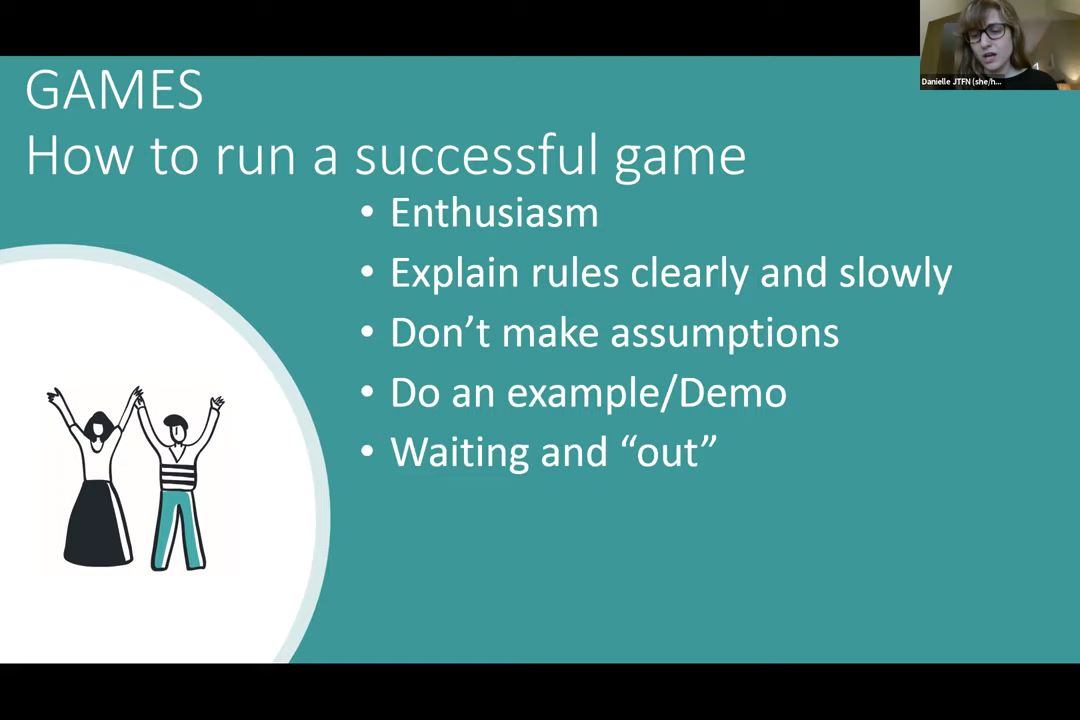 GAMES
How to run a successful game
• Enthusiasm
• Explain rules clearly and slowly
• Don’t make assumptions
• Do an example/Demo
• Waiting and “out”
Danielle JTFN (she/h...